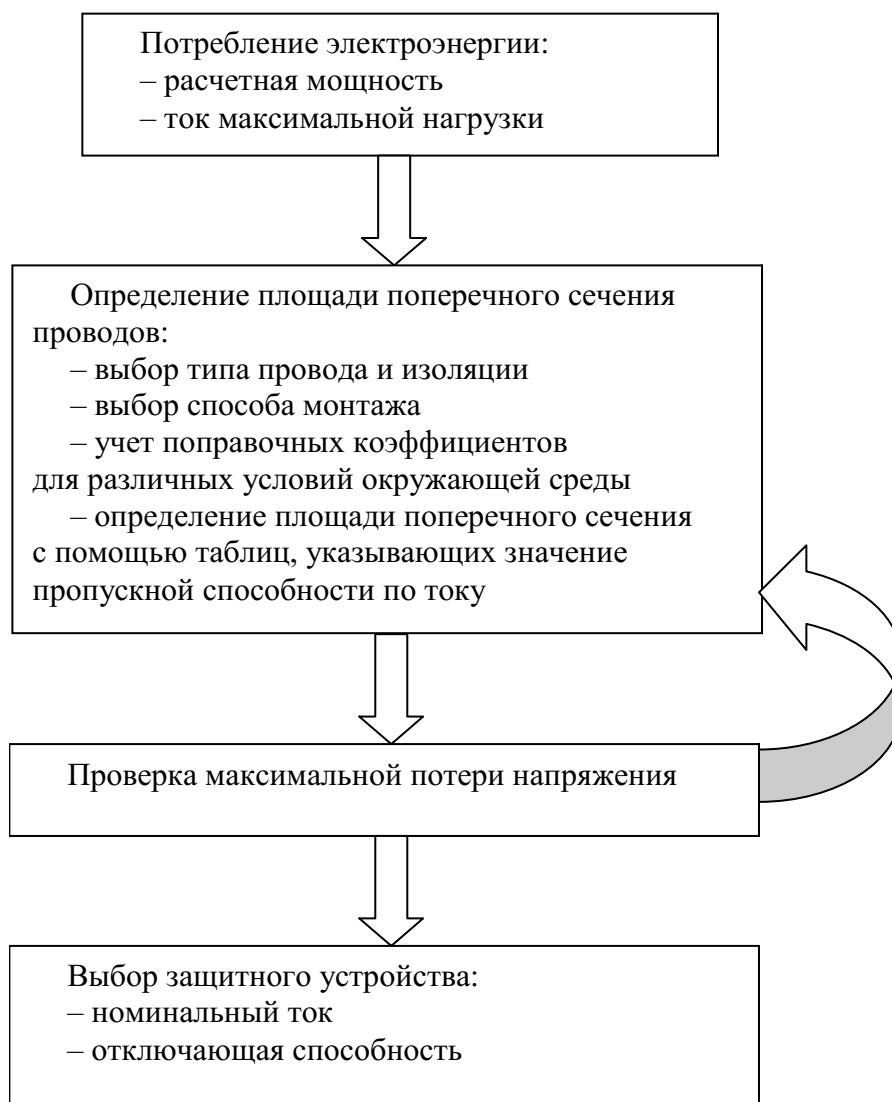 Потребление электроэнергии:
– расчетная мощность
– ток максимальной нагрузки
Определение площади поперечного сечения
проводов:
– выбор типа провода и изоляции
– выбор способа монтажа
– учет поправочных коэффициентов
для различных условий окружающей среды
– определение площади поперечного сечения
с помощью таблиц, указывающих значение
пропускной способности по току
Проверка максимальной потери напряжения
Выбор защитного устройства:
– номинальный ток
– отключающая способность